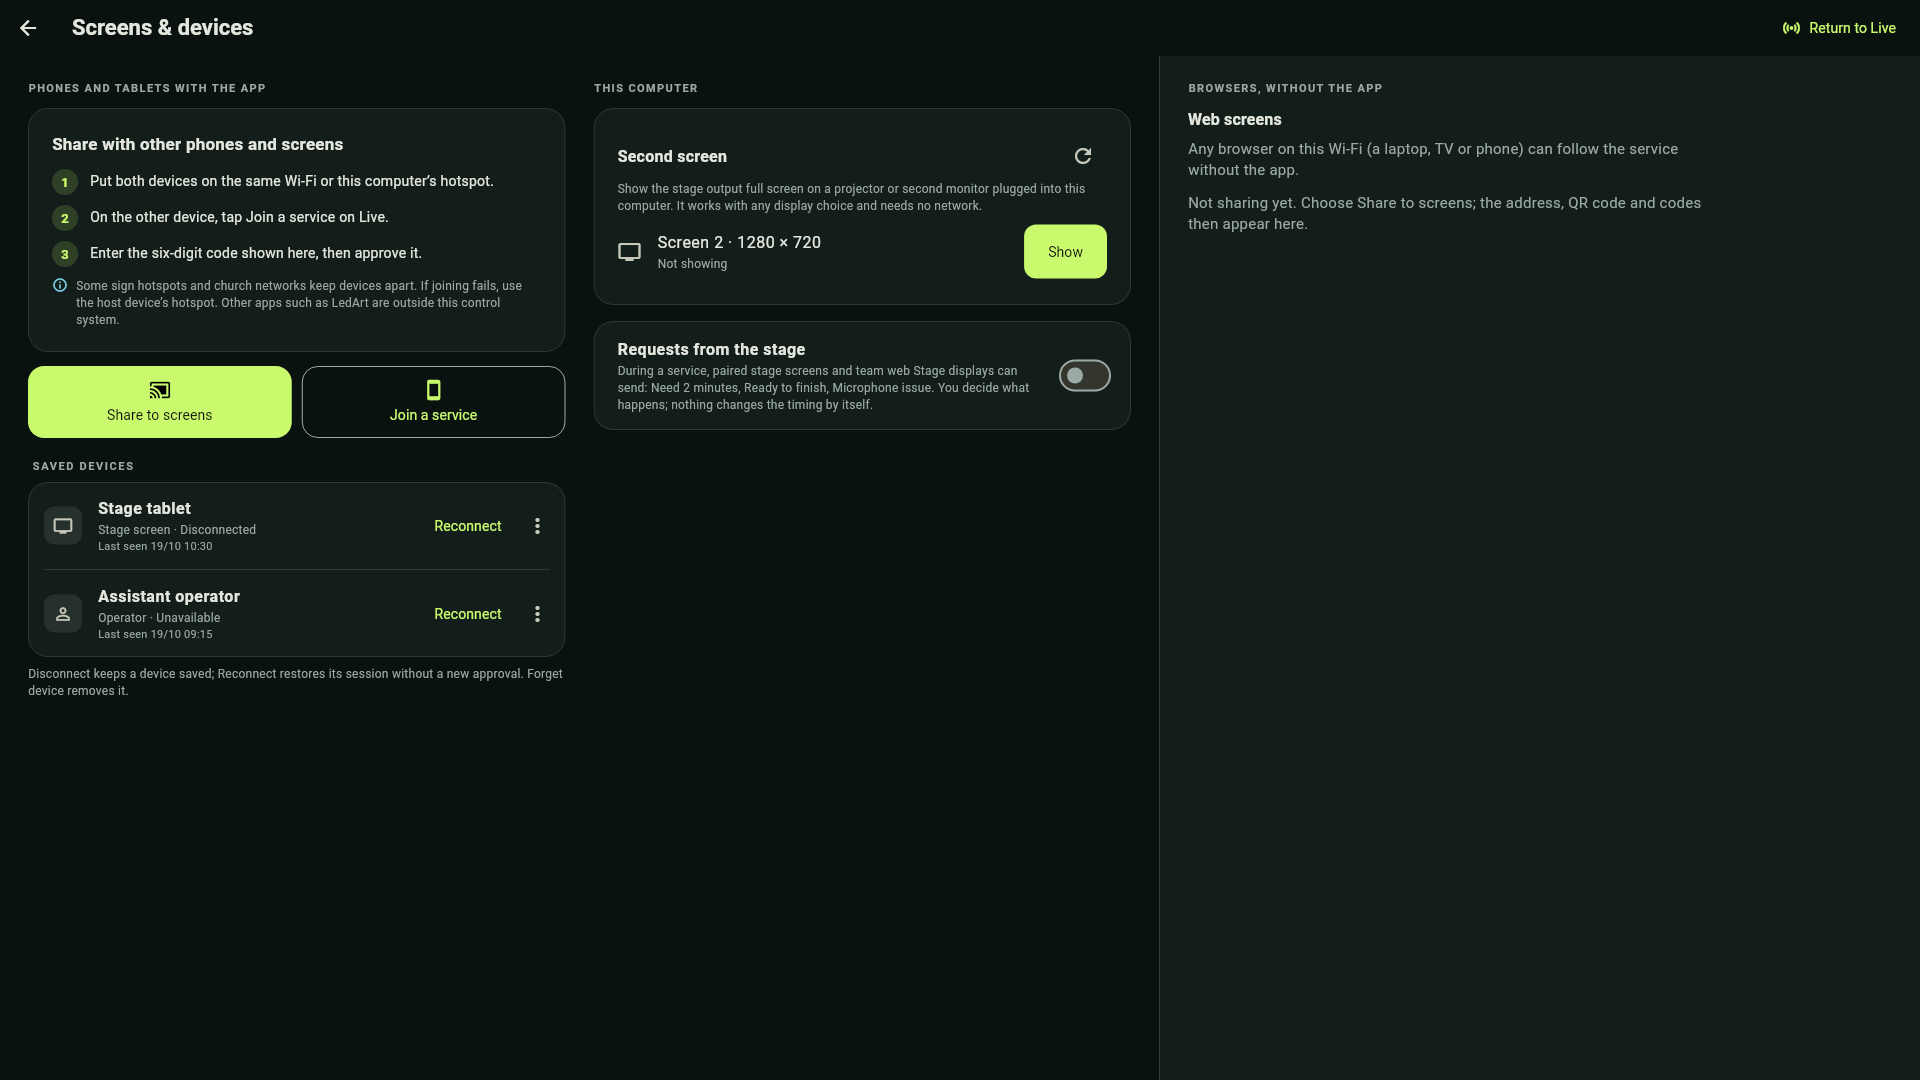 Screens & devices
Return to Live
PHONES AND TABLETS WITH THE APP
Share with other phones and screens
1 Put both devices on the same Wi-Fi or this computer’s hotspot.
2 On the other device, tap Join a service on Live.
3 Enter the six-digit code shown here, then approve it.
Some sign hotspots and church networks keep devices apart. If joining fails, use
the host device’s hotspot. Other apps such as LedArt are outside this control
system.
Share to screens
Join a service
SAVED DEVICES
Stage tablet
Stage screen · Disconnected
Last seen 19/10 10:30
Reconnect
Assistant operator
Operator · Unavailable
Last seen 19/10 09:15
Reconnect
Disconnect keeps a device saved; Reconnect restores its session without a new approval. Forget
device removes it.
THIS COMPUTER
Second screen
Show the stage output full screen on a projector or second monitor plugged into this
computer. It works with any display choice and needs no network.
Screen 2 · 1280 × 720
Not showing
Show
Requests from the stage
During a service, paired stage screens and team web Stage displays can
send: Need 2 minutes, Ready to finish, Microphone issue. You decide what
happens; nothing changes the timing by itself.
BROWSERS, WITHOUT THE APP
Web screens
Any browser on this Wi-Fi (a laptop, TV or phone) can follow the service
without the app.
Not sharing yet. Choose Share to screens; the address, QR code and codes
then appear here.